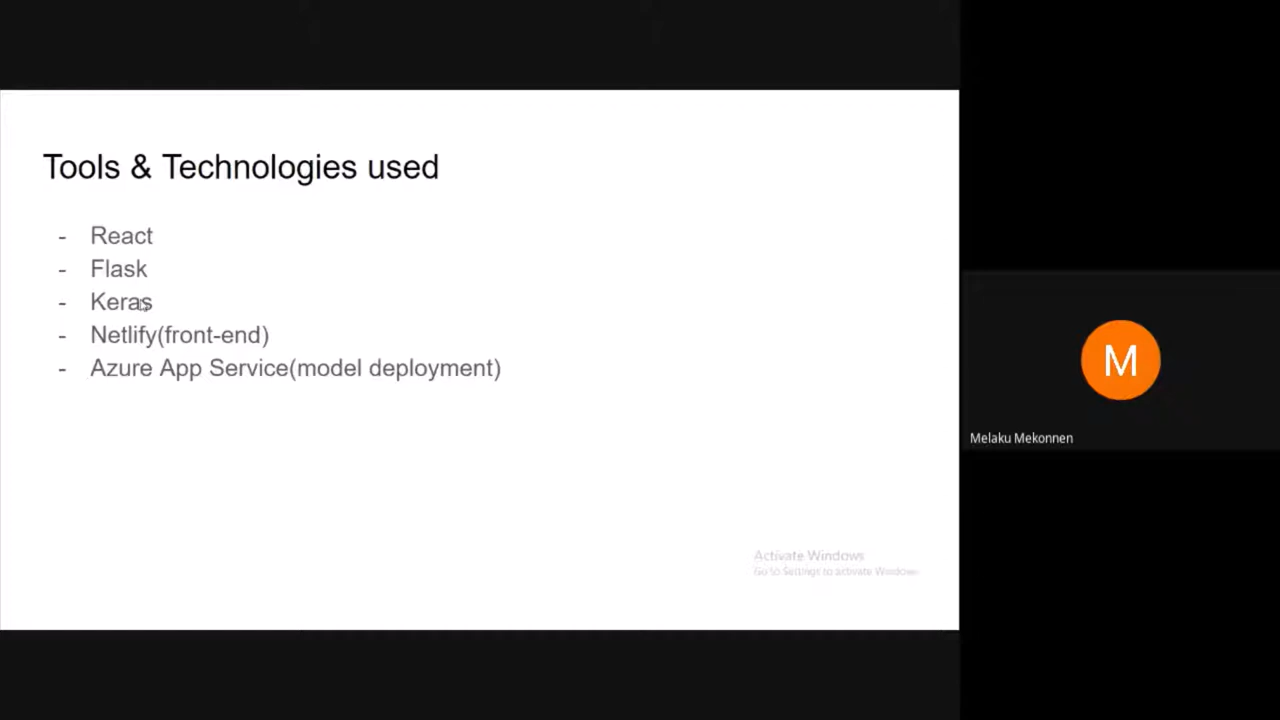 Tools & Technologies used
- React
- Flask
- Keras
- Netlify(front-end)
- Azure App Service(model deployment)
Activate Windows
Go to Settings to activate Windows.
M
Melaku Mekonnen